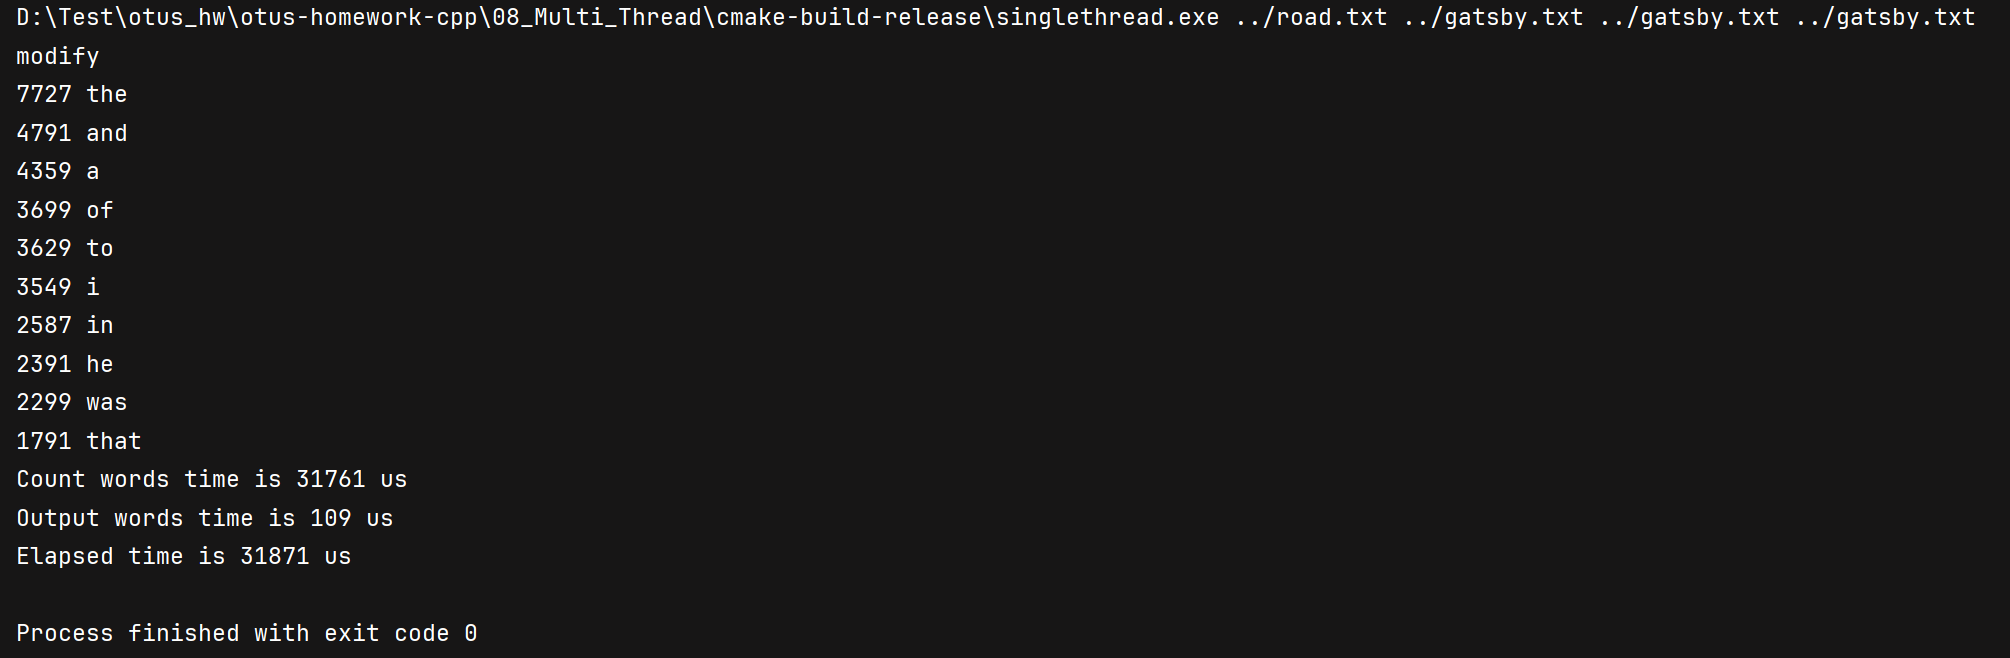 D:\Test\otus_hw\otus-homework-cpp\08_Multi_Thread\cmake-build-release\singlethread.exe ../road.txt ../gatsby.txt ../gatsby.txt ../gatsby.txt
modify
7727 the
4791 and
4359 a
3699 of
3629 to
3549 i
2587 in
2391 he
2299 was
1791 that
Count words time is 31761 us
Output words time is 109 us
Elapsed time is 31871 us
Process finished with exit code 0